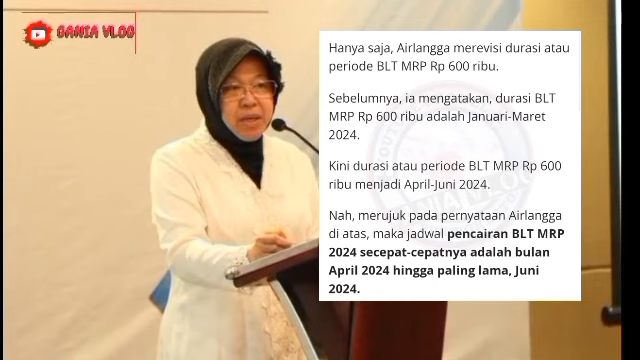 GANIA VLOG
Hanya saja, Airlangga merevisi durasi atau
periode BLT MRP Rp 600 ribu.
Sebelumnya, ia mengatakan, durasi BLT
MRP Rp 600 ribu adalah Januari-Maret
2024.
Kini durasi atau periode BLT MRP Rp 600
ribu menjadi April-Juni 2024.
Nah, merujuk pada pernyataan Airlangga
di atas, maka jadwal pencairan BLT MRP
2024 secepat-cepatnya adalah bulan
April 2024 hingga paling lama, Juni
2024.